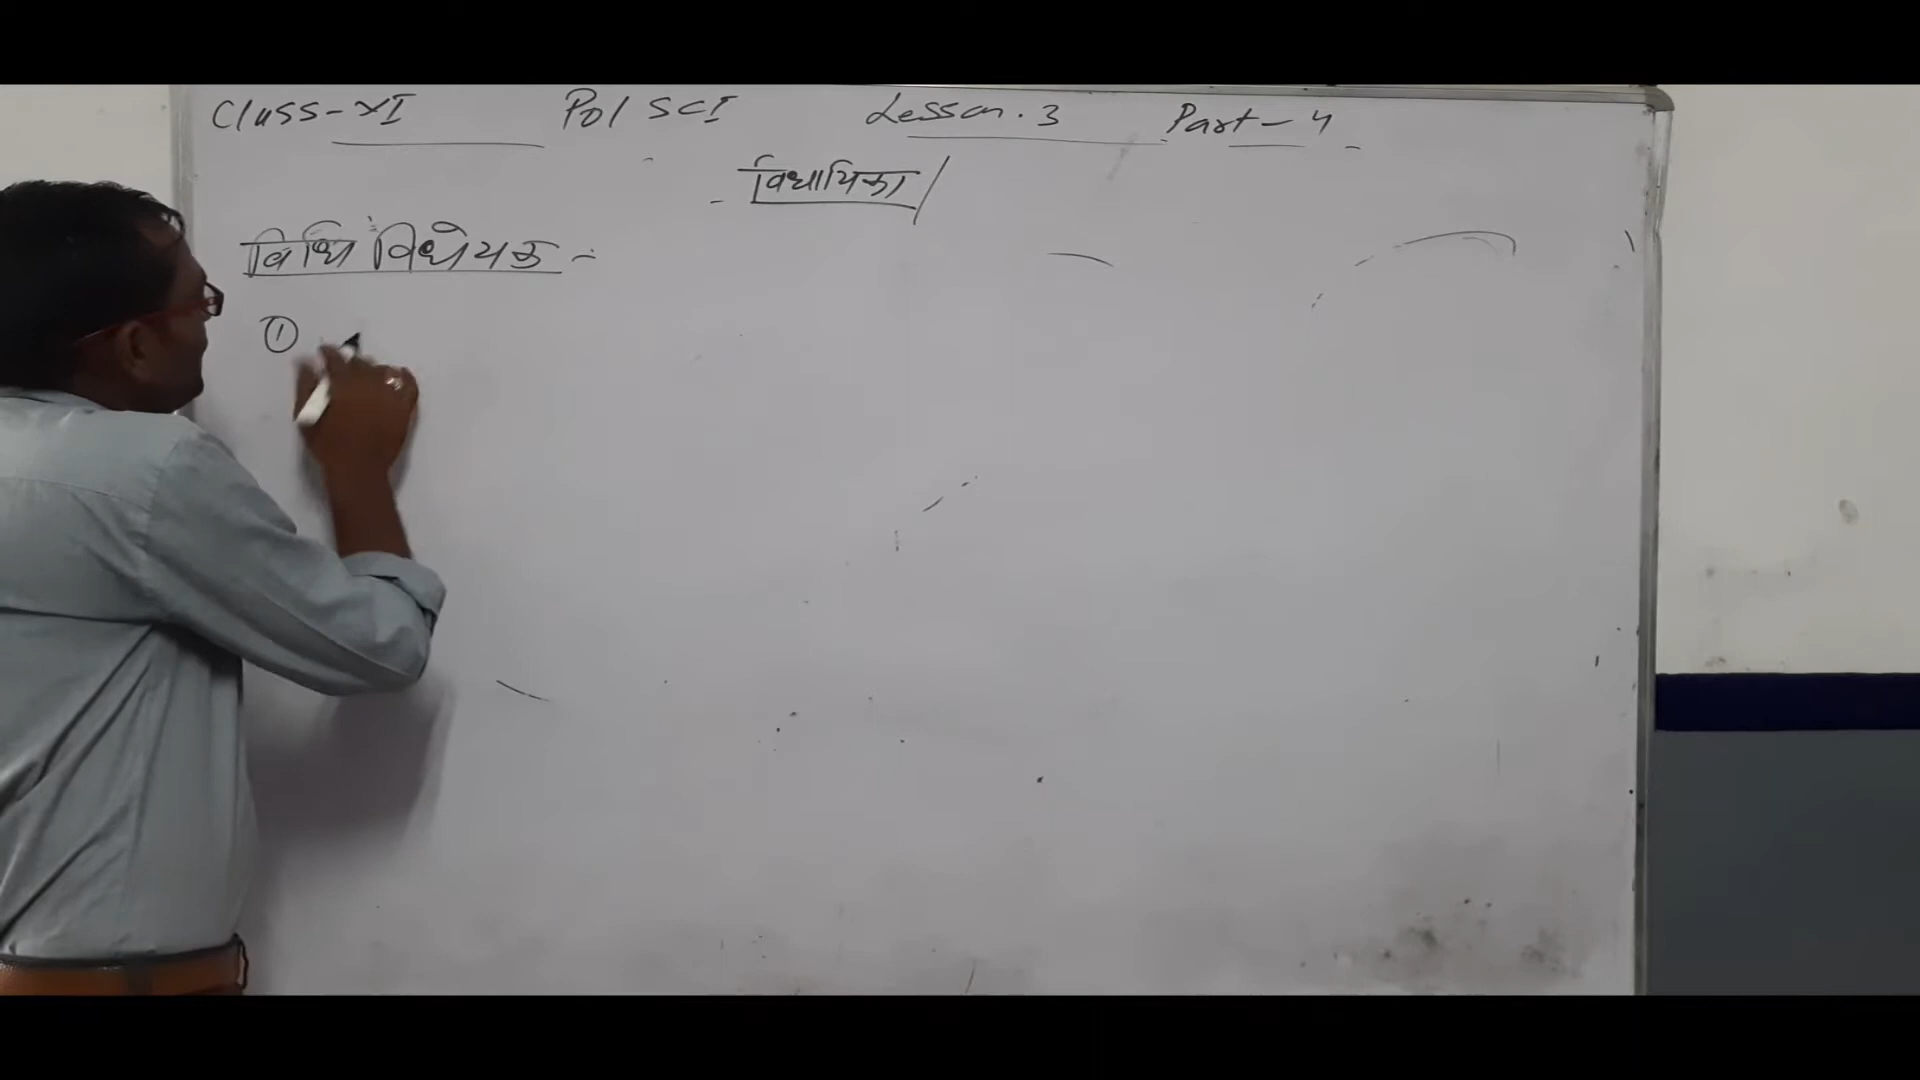 Class-XI Pol SCI Lesson.3 Part-4
विधायिका
विधि विधेयक :-
①